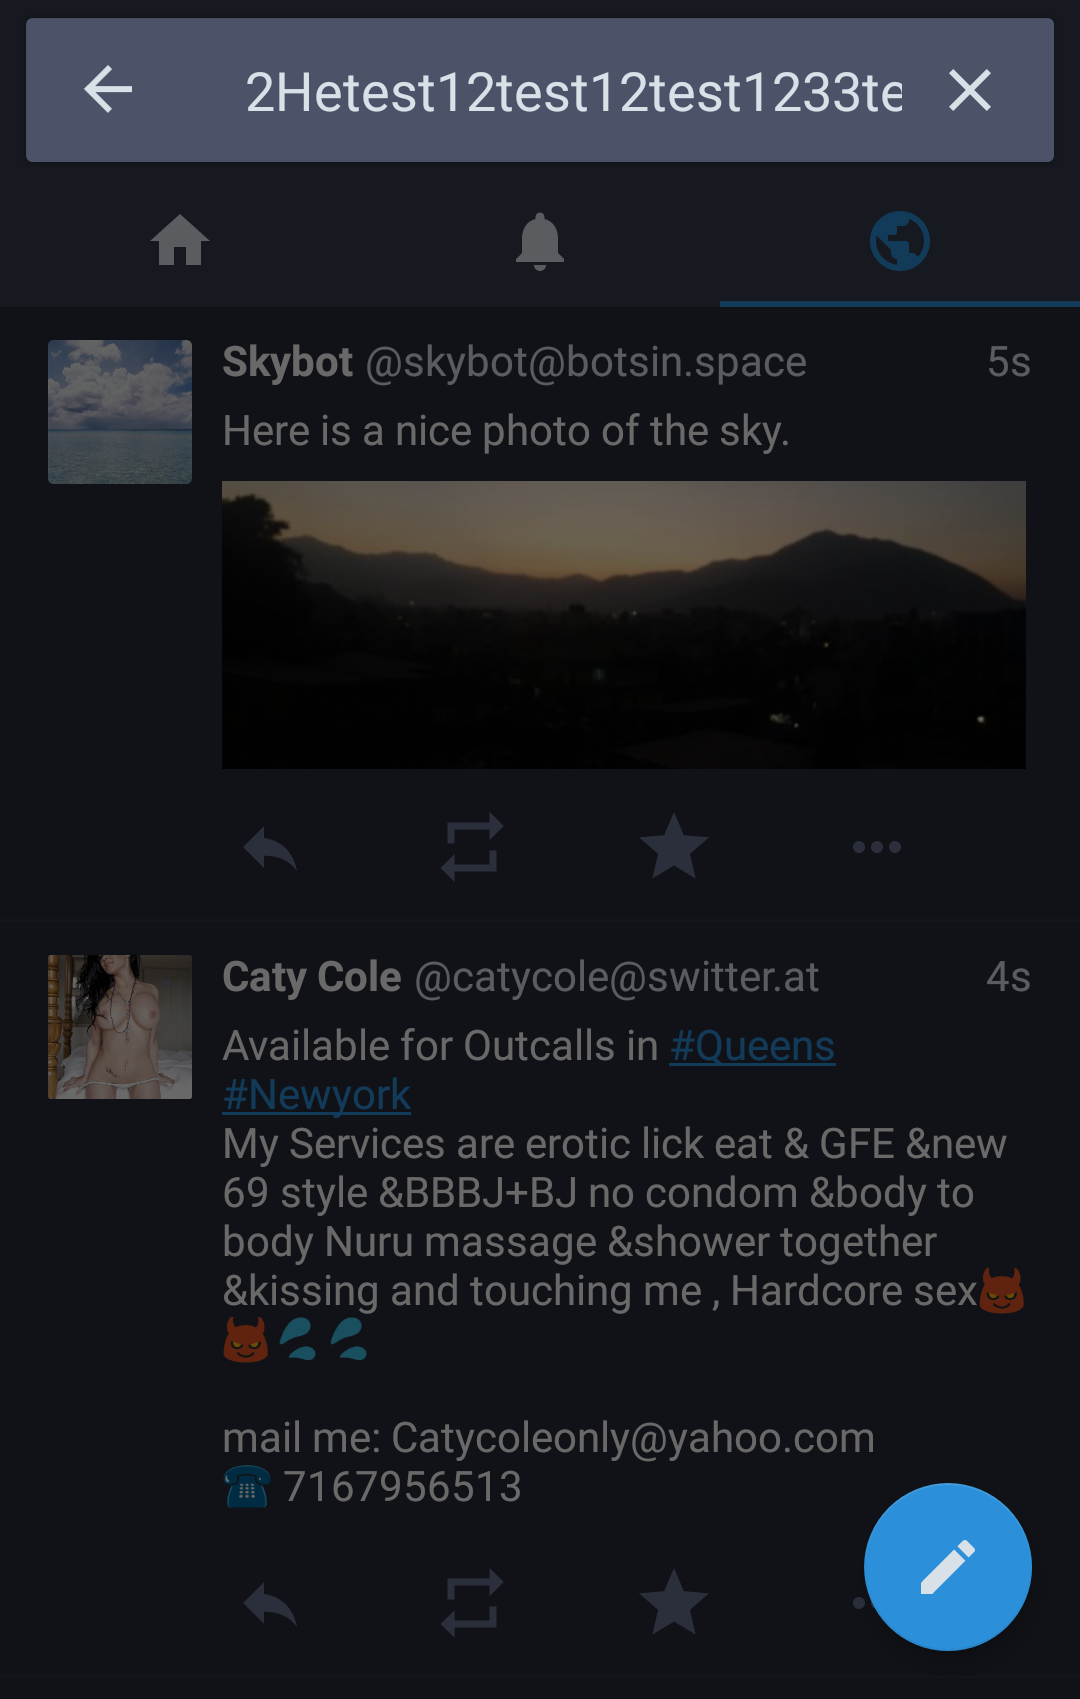 2Hetest12test12test1233te
Skybot @skybot@botsin.space 5s
Here is a nice photo of the sky.
Caty Cole @catycole@switter.at 4s
Available for Outcalls in #Queens
#Newyork
My Services are erotic lick eat & GFE &new
69 style &BBBJ+BJ no condom &body to
body Nuru massage &shower together
&kissing and touching me , Hardcore sex😈
😈💦💦
mail me: Catycoleonly@yahoo.com
☎ 7167956513